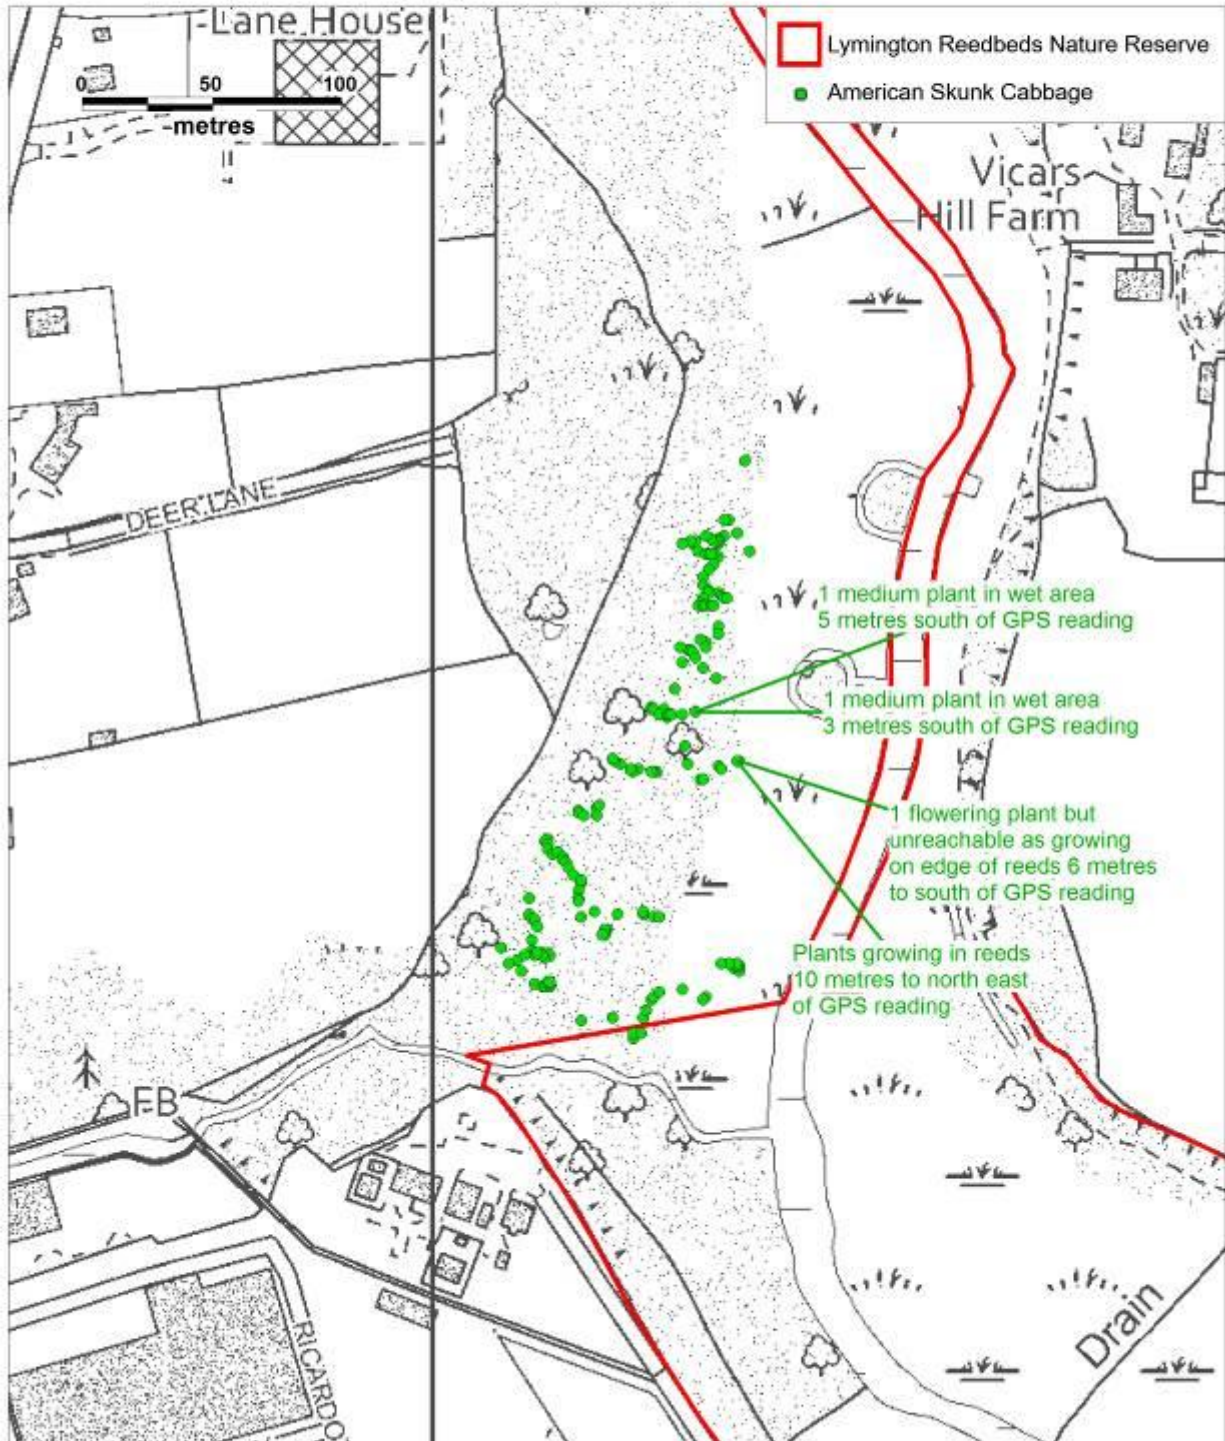 Lane House
0 50 100
metres
Lymington Reedbeds Nature Reserve
American Skunk Cabbage
Vicars
Hill Farm
DEER LANE
1 medium plant in wet area
5 metres south of GPS reading
1 medium plant in wet area
3 metres south of GPS reading
1 flowering plant but
unreachable as growing
on edge of reeds 6 metres
to south of GPS reading
Plants growing in reeds
10 metres to north east
of GPS reading
FB
Drain
RICARDO